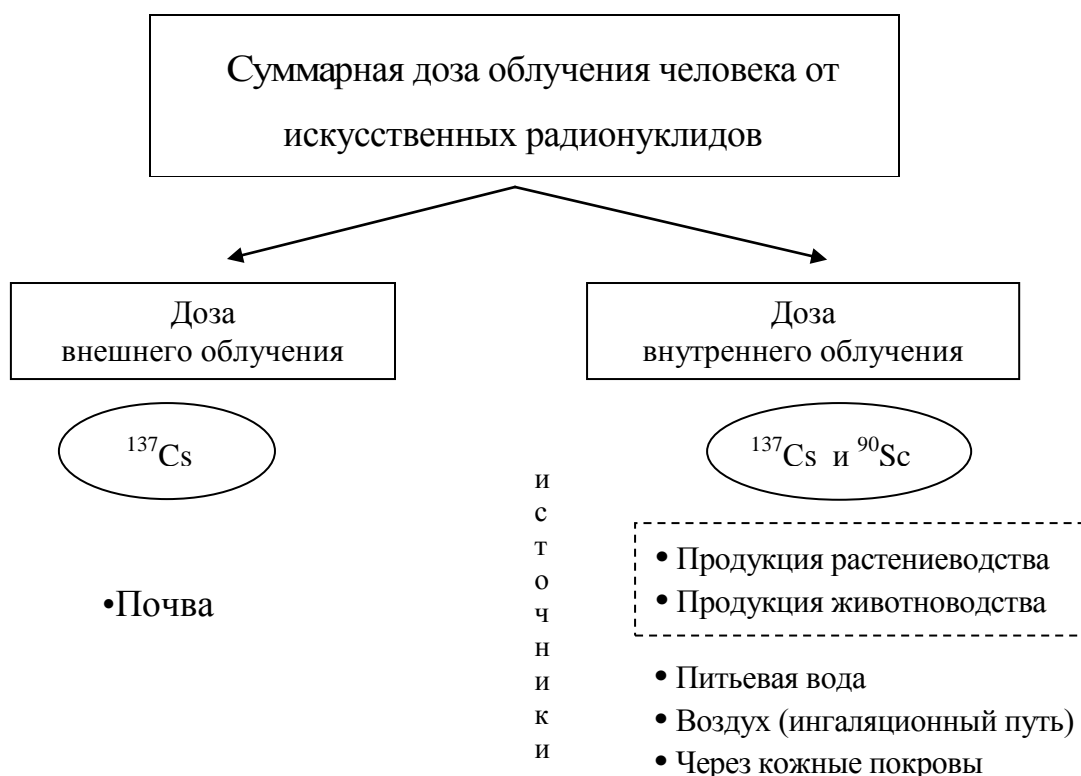 Суммарная доза облучения человека от
искусственных радионуклидов
Доза
внешнего облучения
Доза
внутреннего облучения
¹³⁷Cs
¹³⁷Cs и ⁹⁰Sc
источники
•Почва
• Продукция растениеводства
• Продукция животноводства
• Питьевая вода
• Воздух (ингаляционный путь)
• Через кожные покровы